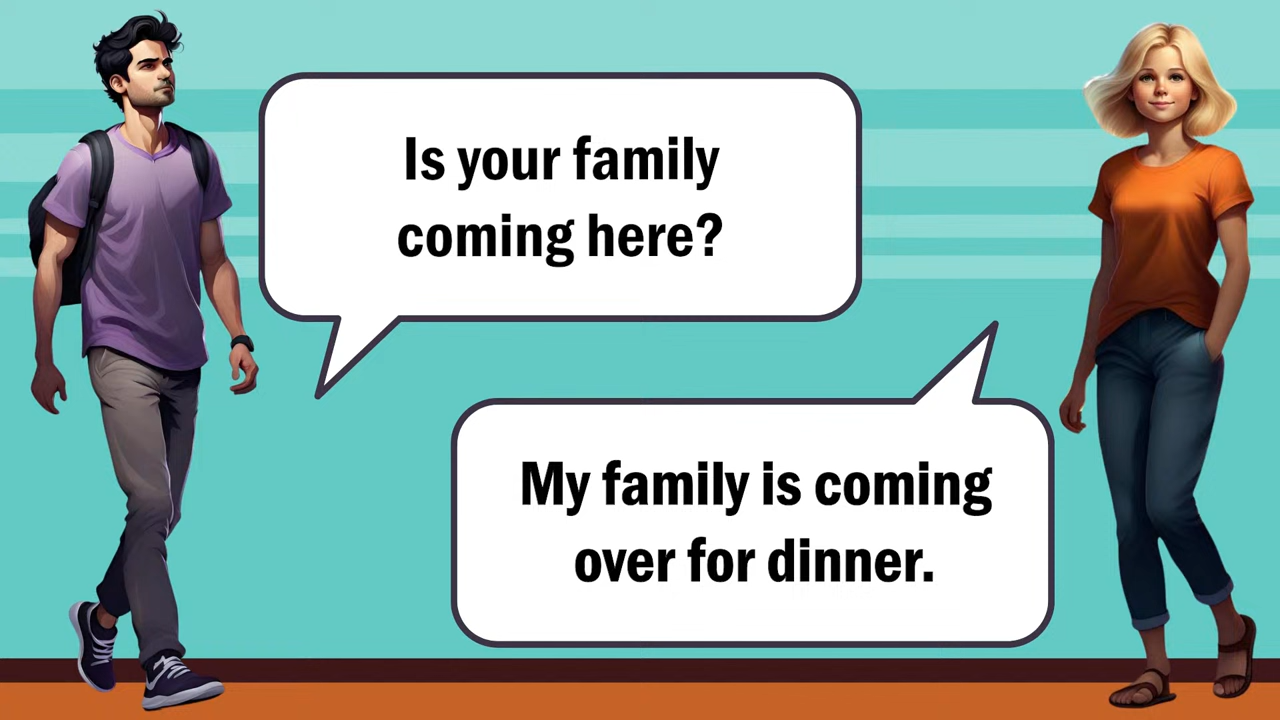 Is your family
coming here?
My family is coming
over for dinner.